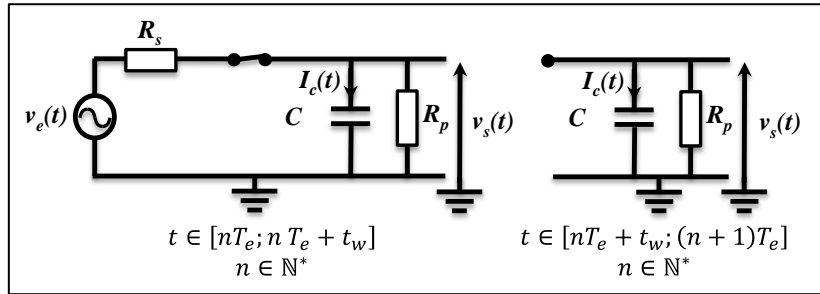 R_s
I_c(t)
v_e(t)
C
R_p
v_s(t)
t ∈ [nT_e; n T_e + t_w]
n ∈ ℕ*
I_c(t)
C
R_p
v_s(t)
t ∈ [nT_e + t_w; (n + 1)T_e]
n ∈ ℕ*